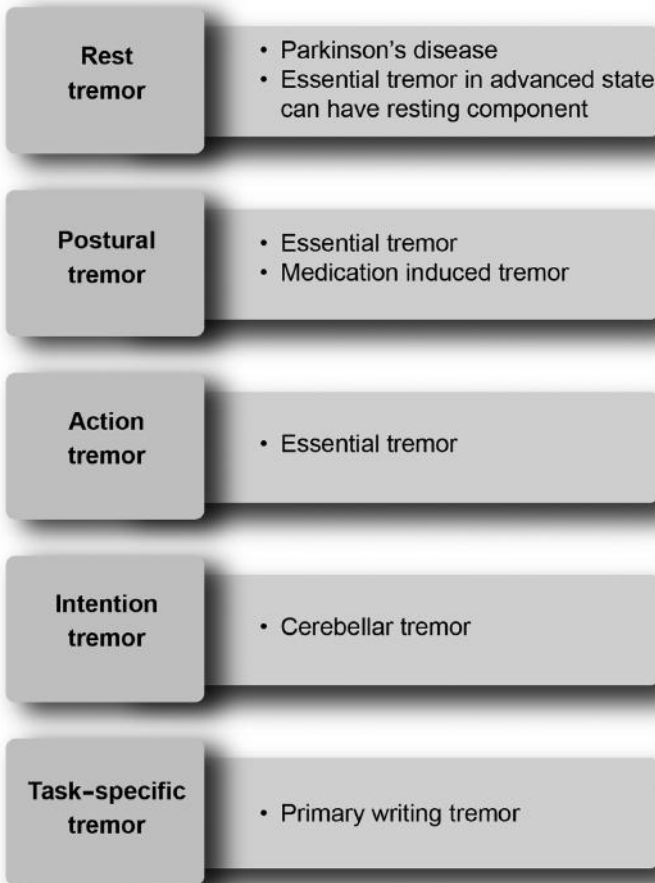 Rest
tremor
• Parkinson's disease
• Essential tremor in advanced state
can have resting component
Postural
tremor
• Essential tremor
• Medication induced tremor
Action
tremor
• Essential tremor
Intention
tremor
• Cerebellar tremor
Task-specific
tremor
• Primary writing tremor